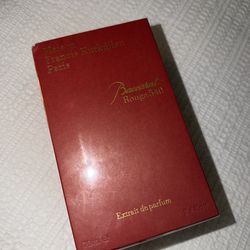 Maison
Francis Kurkdjian
Paris
Baccarat
Rouge 540
Extrait de parfum